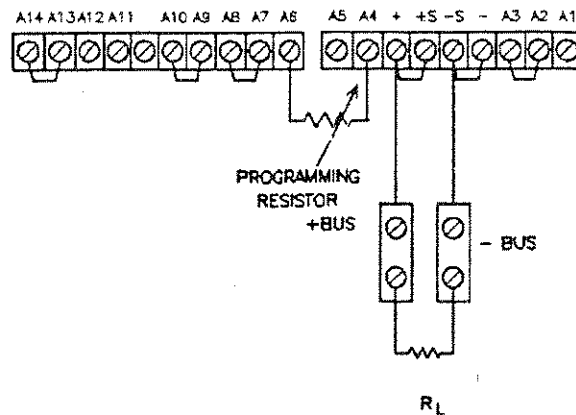 A14 A13 A12 A11 A10 A9 A8 A7 A6 A5 A4 + +S -S - A3 A2 A1
PROGRAMMING
RESISTOR
+BUS
- BUS
RL